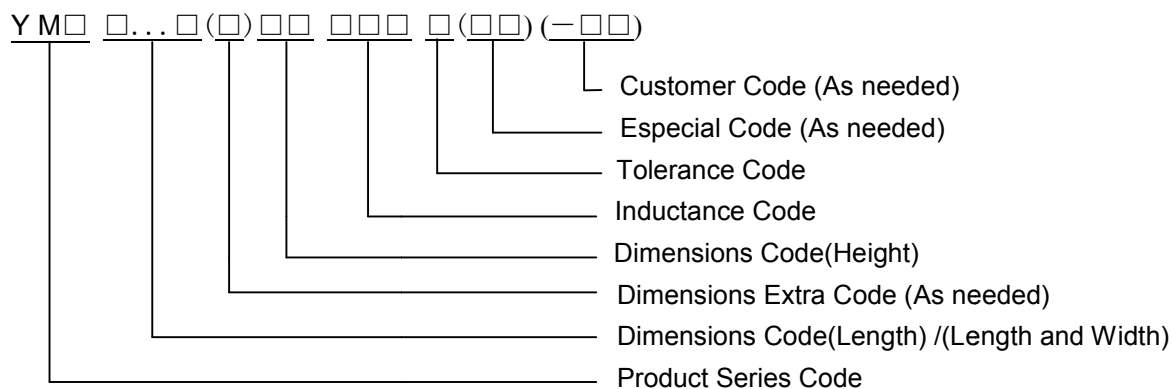 YM□ □...□(□)□□ □□□ □(□□)(-□□)
Customer Code (As needed)
Especial Code (As needed)
Tolerance Code
Inductance Code
Dimensions Code(Height)
Dimensions Extra Code (As needed)
Dimensions Code(Length) /(Length and Width)
Product Series Code